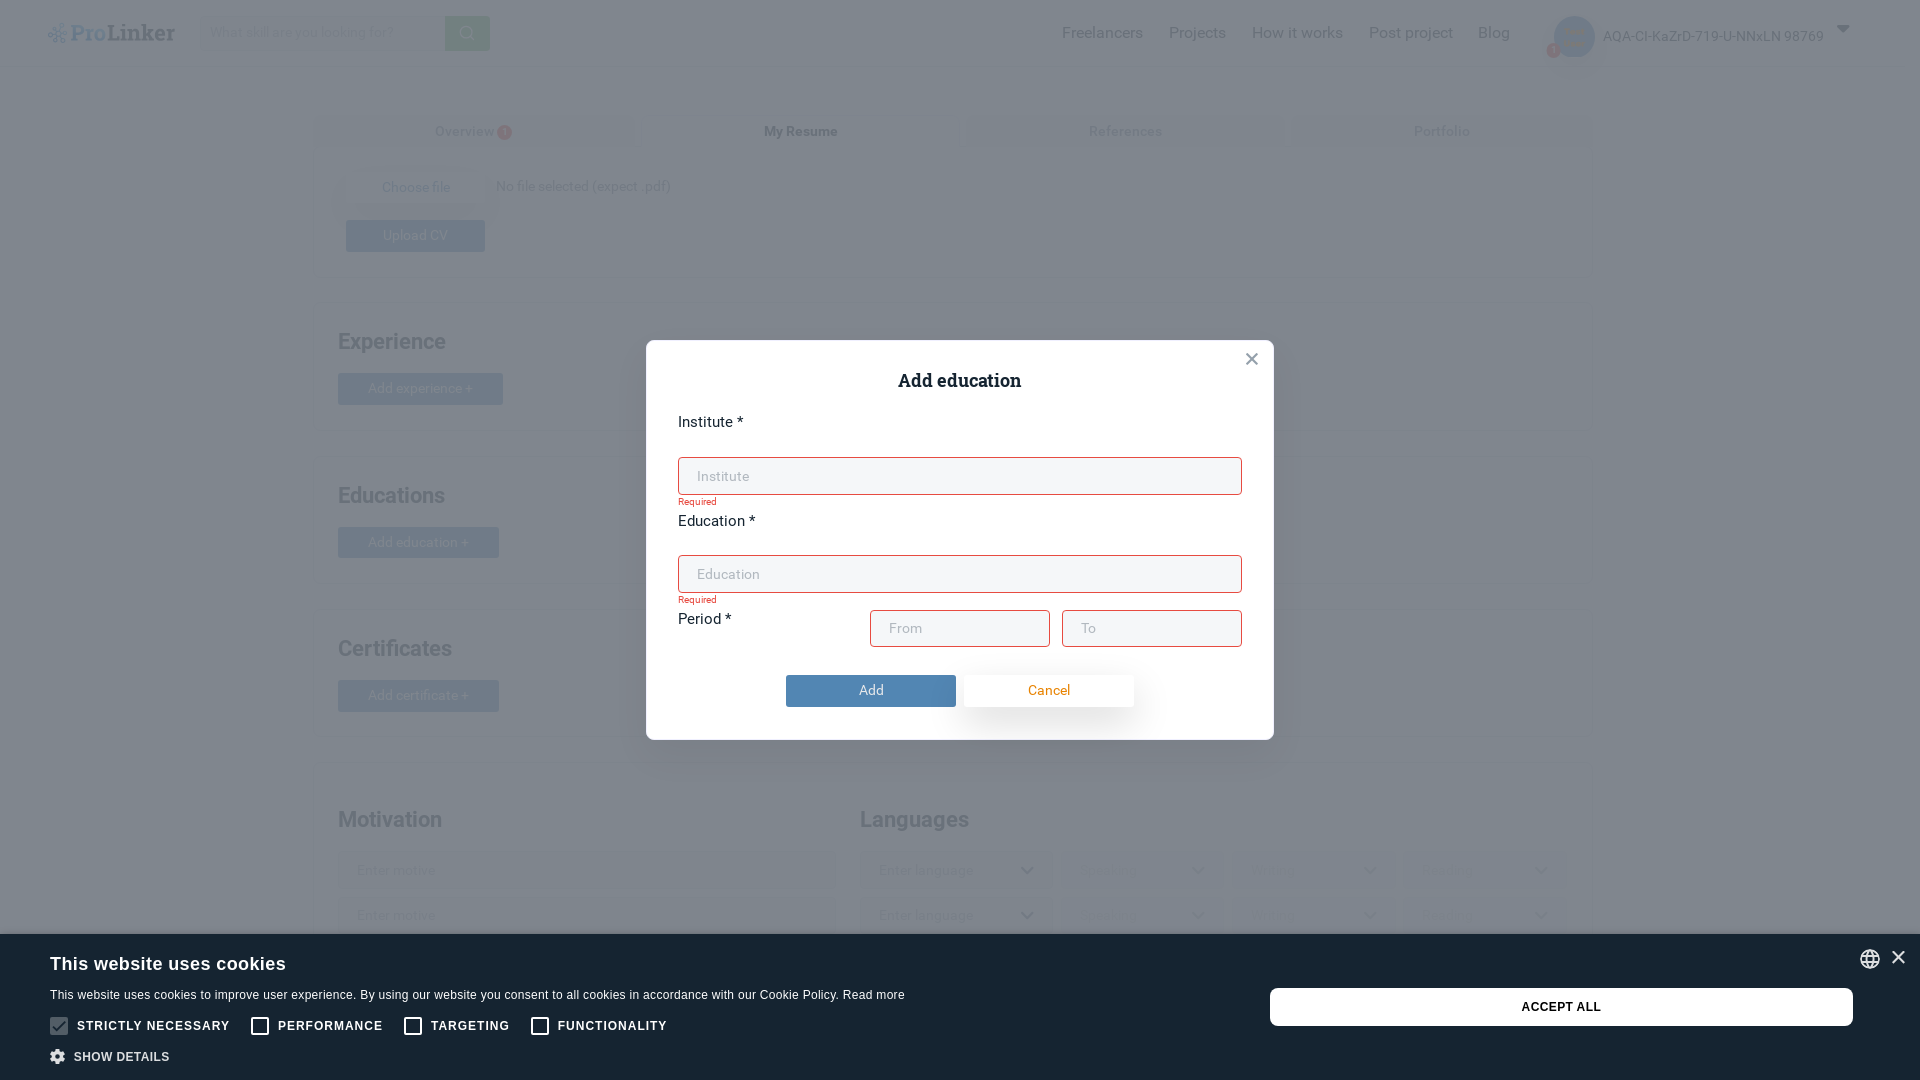 ProLinker
What skill are you looking for?
Freelancers
Projects
How it works
Post project
Blog
1
AQA-CI-KaZrD-719-U-NNxLN 98769
Overview 1
My Resume
References
Portfolio
Choose file
No file selected (expect .pdf)
Upload CV
Experience
Add experience +
Educations
Add education +
Certificates
Add certificate +
Motivation
Enter motive
Enter motive
Languages
Enter language
Enter language
Add education
Institute *
Institute
Required
Education *
Education
Required
Period *
From
To
Add
Cancel
This website uses cookies
This website uses cookies to improve user experience. By using our website you consent to all cookies in accordance with our Cookie Policy. Read more
STRICTLY NECESSARY
PERFORMANCE
TARGETING
FUNCTIONALITY
SHOW DETAILS
ACCEPT ALL